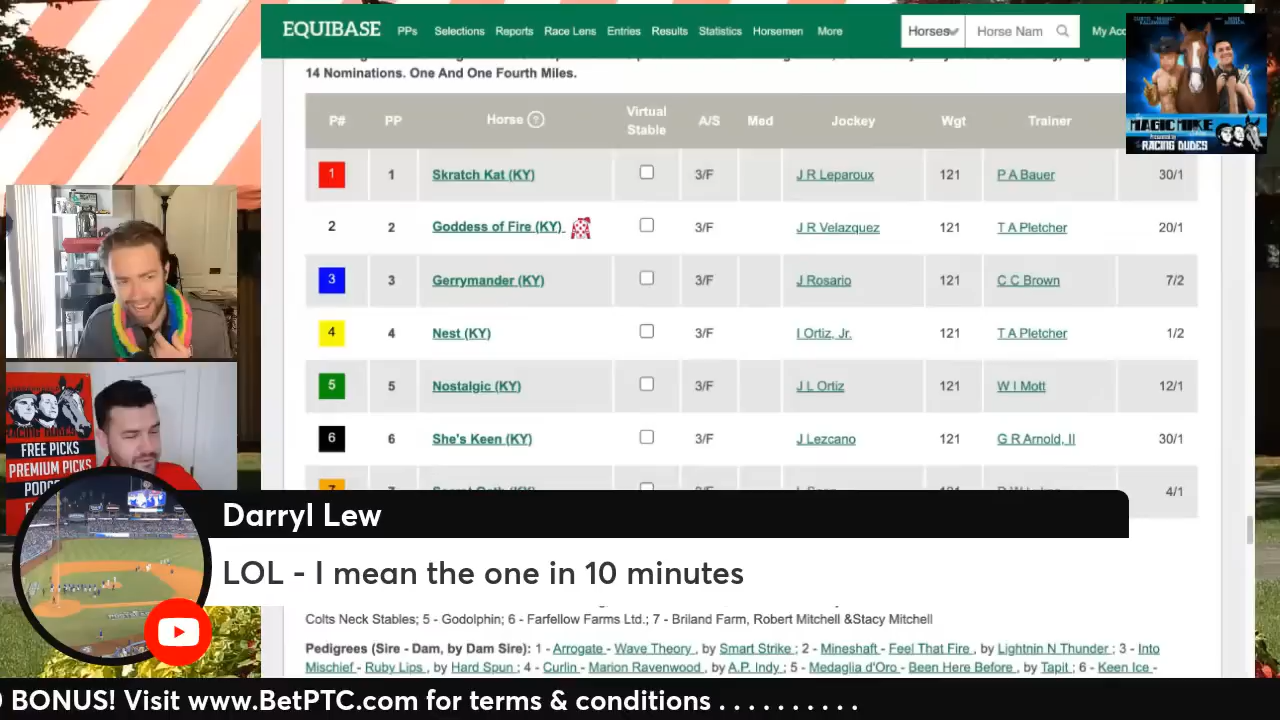 EQUIBASE PPs Selections Reports Race Lens Entries Results Statistics Horsemen More Horses Horse Nam My Acc
14 Nominations. One And One Fourth Miles.
P# PP Horse ? Virtual Stable A/S Med Jockey Wgt Trainer
1 1 Skratch Kat (KY) 3/F J R Leparoux 121 P A Bauer 30/1
2 2 Goddess of Fire (KY) 3/F J R Velazquez 121 T A Pletcher 20/1
3 3 Gerrymander (KY) 3/F J Rosario 121 C C Brown 7/2
4 4 Nest (KY) 3/F I Ortiz, Jr. 121 T A Pletcher 1/2
5 5 Nostalgic (KY) 3/F J L Ortiz 121 W I Mott 12/1
6 6 She's Keen (KY) 3/F J Lezcano 121 G R Arnold, II 30/1
4/1
MAGIC MIKE
Presented by
RACING DUDES
RACING DUDES
FREE PICKS
PREMIUM PICKS
Darryl Lew
LOL - I mean the one in 10 minutes
Colts Neck Stables; 5 - Godolphin; 6 - Farfellow Farms Ltd.; 7 - Briland Farm, Robert Mitchell &Stacy Mitchell
Pedigrees (Sire - Dam, by Dam Sire): 1 - Arrogate - Wave Theory, by Smart Strike; 2 - Mineshaft - Feel That Fire, by Lightnin N Thunder; 3 - Into
Mischief - Ruby Lips, by Hard Spun; 4 - Curlin - Marion Ravenwood, by A.P. Indy; 5 - Medaglia d'Oro - Been Here Before, by Tapit; 6 - Keen Ice -
BONUS! Visit www.BetPTC.com for terms & conditions . . . . . . . . . .